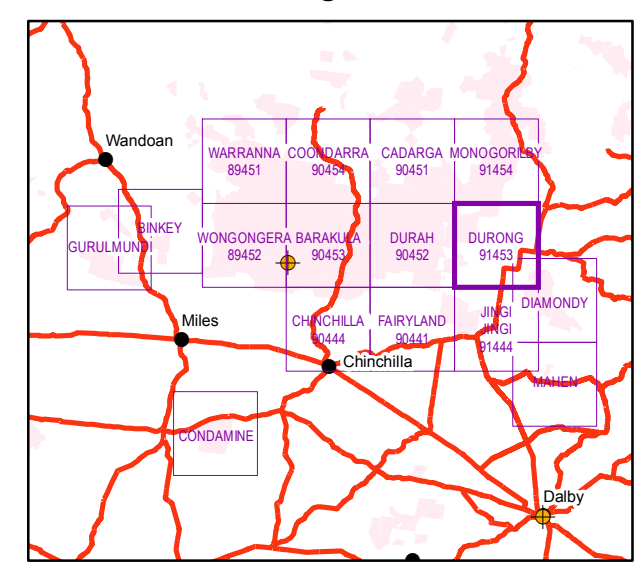 Wandoan
WARRANNA
89451
COONDARRA
90454
CADARGA
90451
MONOGORILBY
91454
BINKEY
GURULMUNDI
WONGONGERA
89452
BARAKULA
90453
DURAH
90452
DURONG
91453
DIAMONDY
Miles
CHINCHILLA
90444
FAIRYLAND
90441
JINGI
JINGI
91444
Chinchilla
MAHEN
CONDAMINE
Dalby